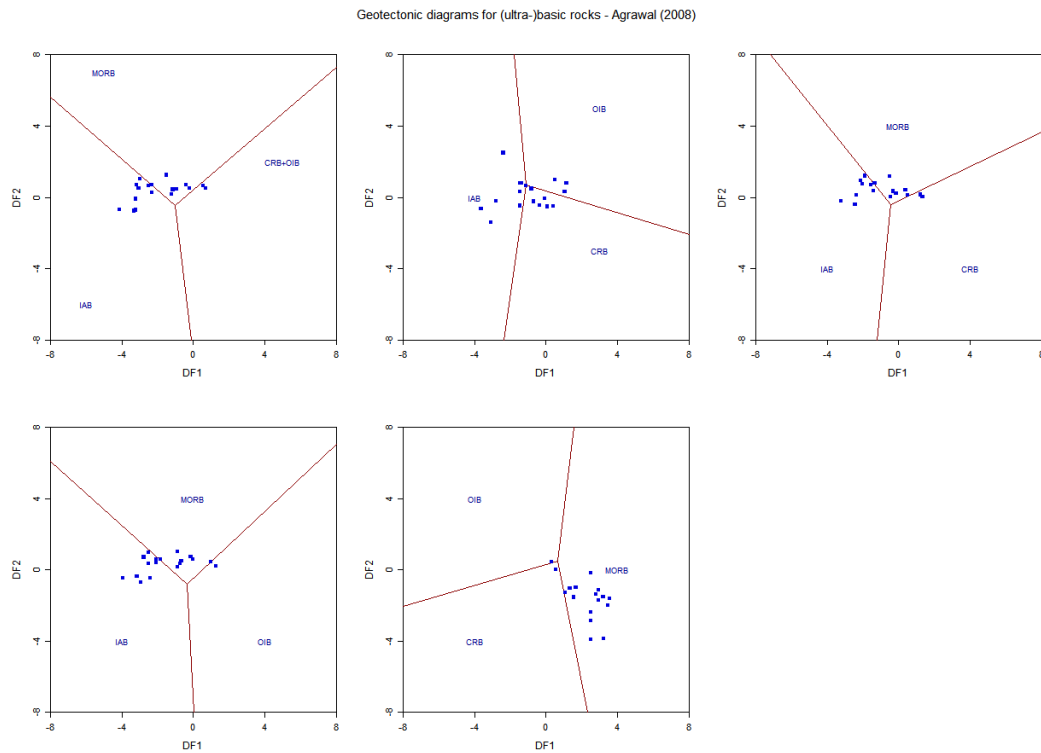 Geotectonic diagrams for (ultra-)basic rocks - Agrawal (2008)
MORB
CRB+OIB
IAB
DF2
-8 -4 0 4 8
-8 -4 0 4 8
DF1
OIB
IAB
CRB
DF2
-8 -4 0 4 8
-8 -4 0 4 8
DF1
MORB
IAB
CRB
DF2
-8 -4 0 4 8
-8 -4 0 4 8
DF1
MORB
IAB
OIB
DF2
-8 -4 0 4 8
-8 -4 0 4 8
DF1
OIB
MORB
CRB
DF2
-8 -4 0 4 8
-8 -4 0 4 8
DF1